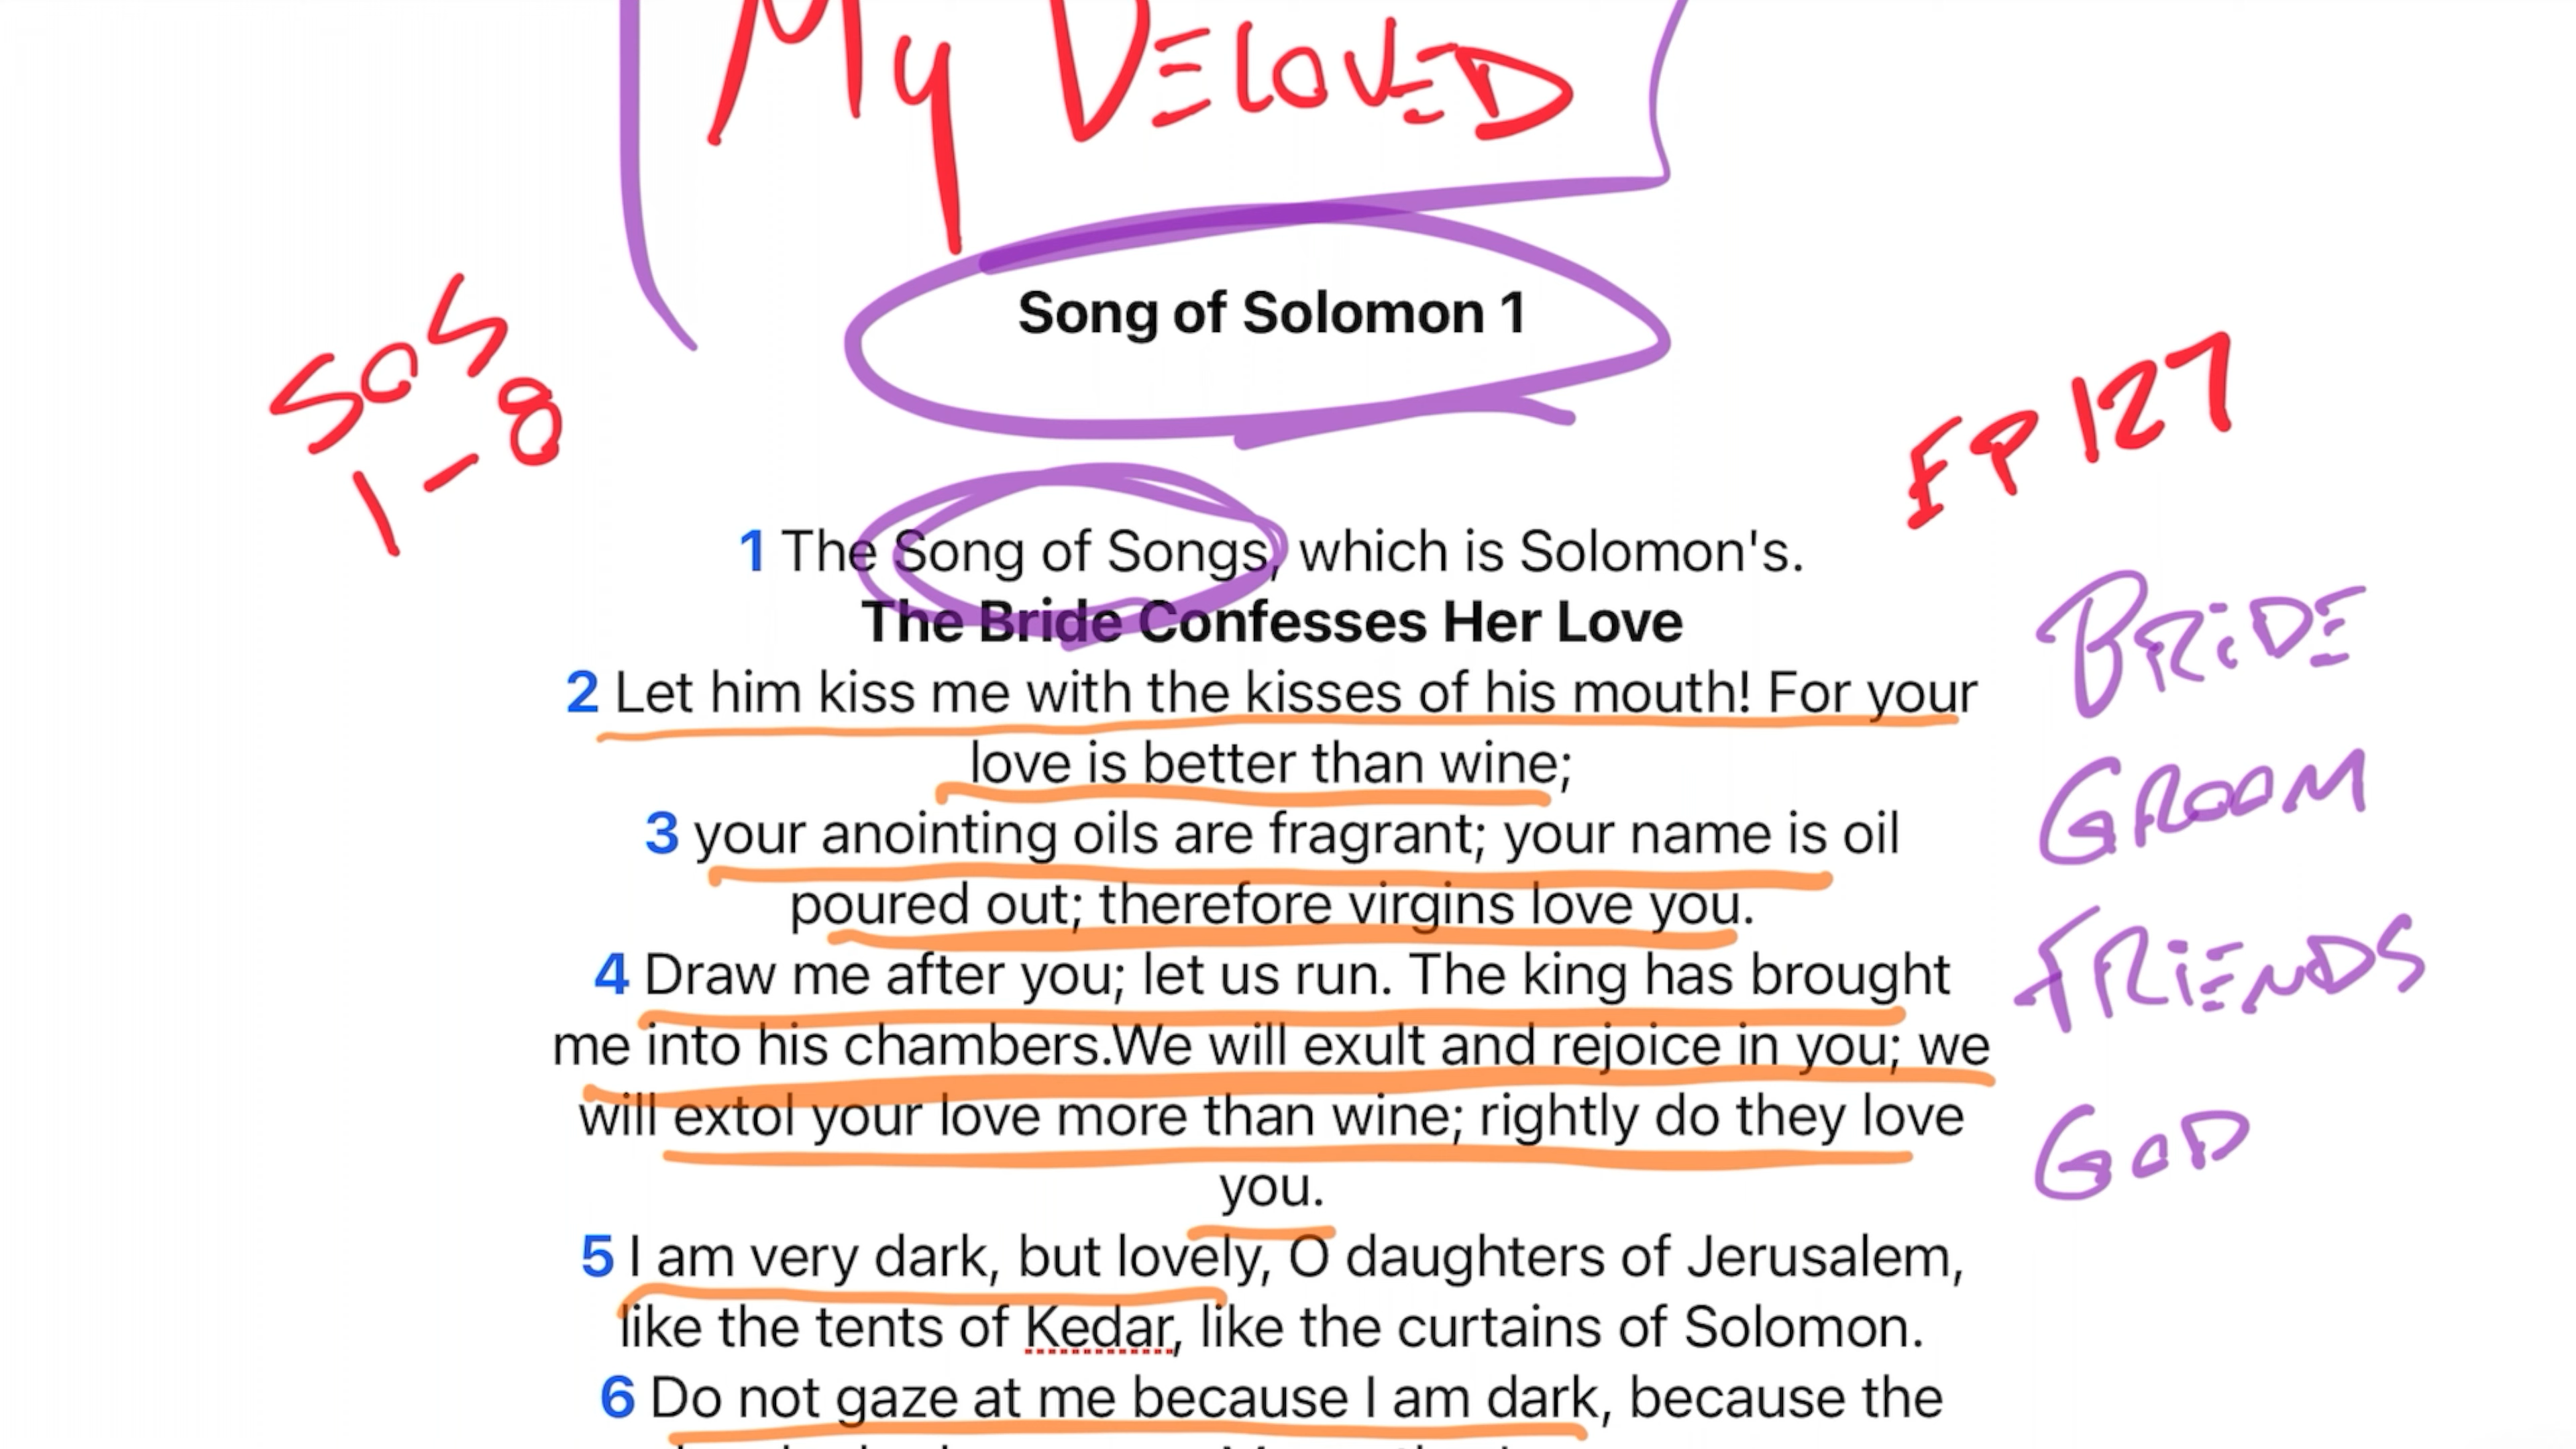 My BELOVED
Song of Solomon 1
SOS
1-8
EP 127
1 The Song of Songs, which is Solomon's.
The Bride Confesses Her Love
2 Let him kiss me with the kisses of his mouth! For your
love is better than wine;
3 your anointing oils are fragrant; your name is oil
poured out; therefore virgins love you.
4 Draw me after you; let us run. The king has brought
me into his chambers.We will exult and rejoice in you; we
will extol your love more than wine; rightly do they love
you.
5 I am very dark, but lovely, O daughters of Jerusalem,
like the tents of Kedar, like the curtains of Solomon.
6 Do not gaze at me because I am dark, because the
BRiDE
GROOM
FRiENDS
GOD